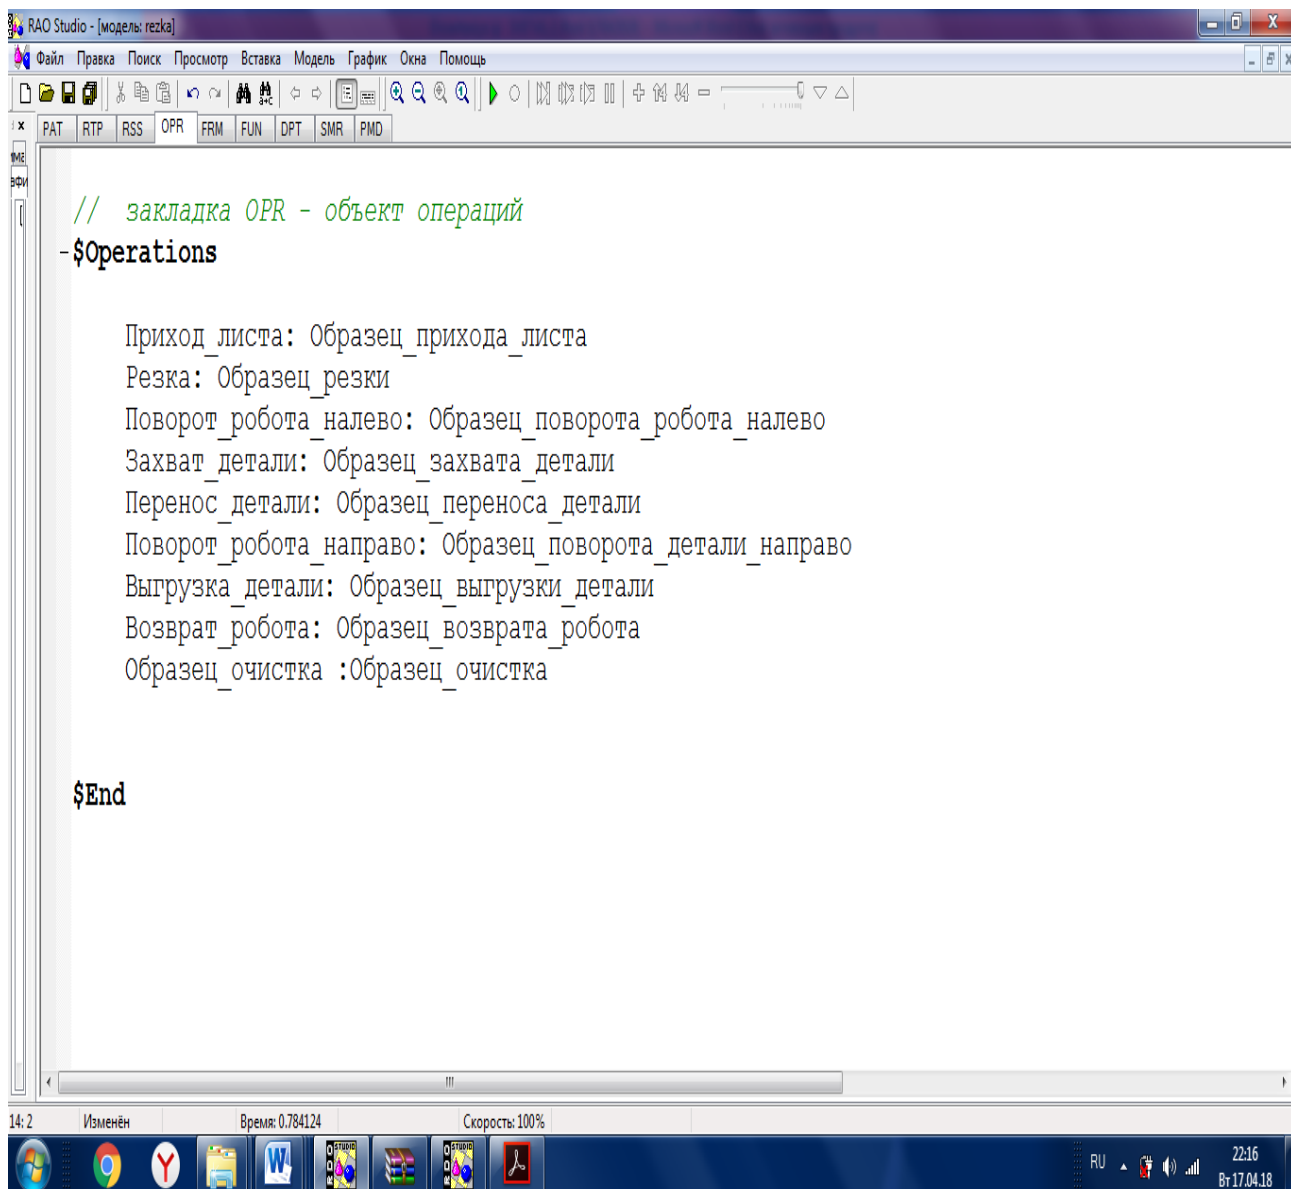 RAO Studio - [модель: rezka]
Файл Правка Поиск Просмотр Вставка Модель График Окна Помощь
PAT RTP RSS OPR FRM FUN DPT SMR PMD
// закладка OPR - объект операций
$Operations
Приход_листа: Образец_прихода_листа
Резка: Образец_резки
Поворот_робота_налево: Образец_поворота_робота_налево
Захват_детали: Образец_захвата_детали
Перенос_детали: Образец_переноса_детали
Поворот_робота_направо: Образец_поворота_детали_направо
Выгрузка_детали: Образец_выгрузки_детали
Возврат_робота: Образец_возврата_робота
Образец_очистка :Образец_очистка
$End
14: 2 Изменён Время: 0.784124 Скорость: 100%
RU 22:16
Вт 17.04.18